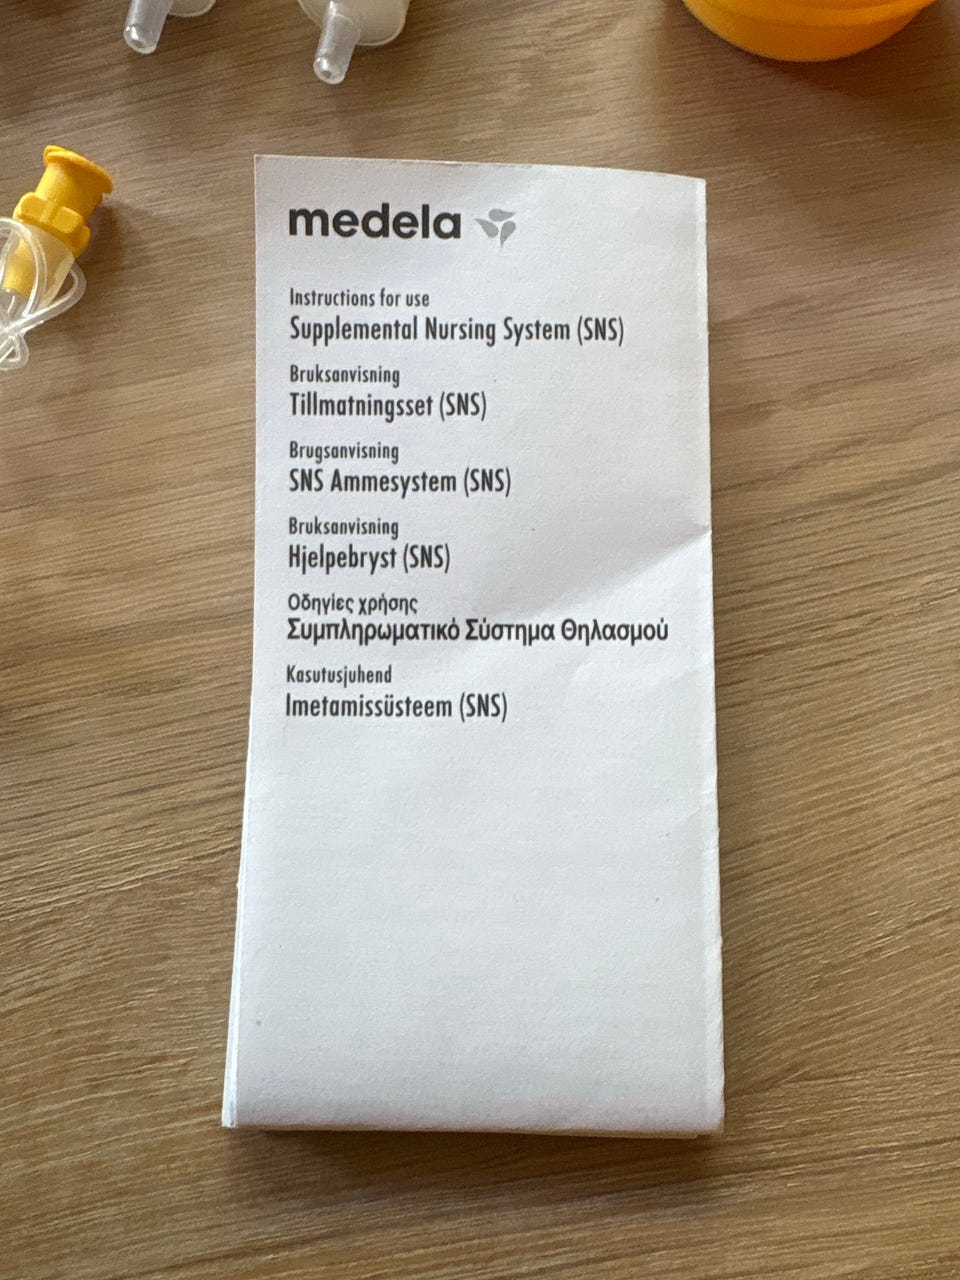 medela
Instructions for use
Supplemental Nursing System (SNS)
Bruksanvisning
Tillmatningsset (SNS)
Brugsanvisning
SNS Ammesystem (SNS)
Bruksanvisning
Hjelpebryst (SNS)
Οδηγίες χρήσης
Συμπληρωματικό Σύστημα Θηλασμού
Kasutusjuhend
Imetamissüsteem (SNS)